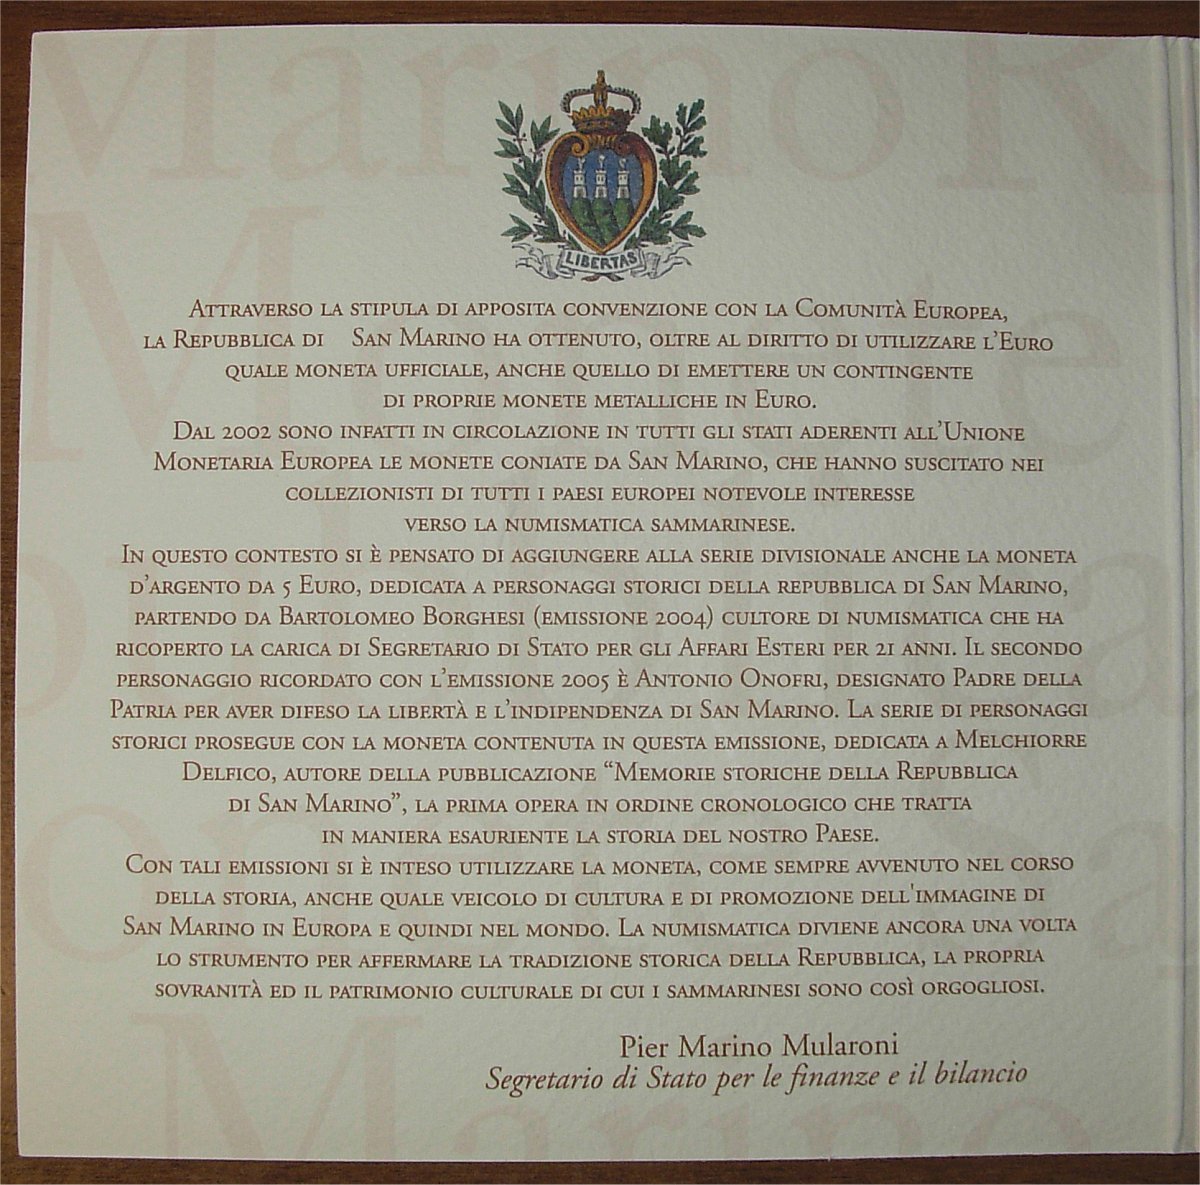 LIBERTAS
Attraverso la stipula di apposita convenzione con la Comunità Europea,
la Repubblica di San Marino ha ottenuto, oltre al diritto di utilizzare l'Euro
quale moneta ufficiale, anche quello di emettere un contingente
di proprie monete metalliche in Euro.
Dal 2002 sono infatti in circolazione in tutti gli stati aderenti all'Unione
Monetaria Europea le monete coniate da San Marino, che hanno suscitato nei
collezionisti di tutti i paesi europei notevole interesse
verso la numismatica sammarinese.
In questo contesto si è pensato di aggiungere alla serie divisionale anche la moneta
d'argento da 5 Euro, dedicata a personaggi storici della repubblica di San Marino,
partendo da Bartolomeo Borghesi (emissione 2004) cultore di numismatica che ha
ricoperto la carica di Segretario di Stato per gli Affari Esteri per 21 anni. Il secondo
personaggio ricordato con l'emissione 2005 è Antonio Onofri, designato Padre della
Patria per aver difeso la libertà e l'indipendenza di San Marino. La serie di personaggi
storici prosegue con la moneta contenuta in questa emissione, dedicata a Melchiorre
Delfico, autore della pubblicazione “Memorie storiche della Repubblica
di San Marino”, la prima opera in ordine cronologico che tratta
in maniera esauriente la storia del nostro Paese.
Con tali emissioni si è inteso utilizzare la moneta, come sempre avvenuto nel corso
della storia, anche quale veicolo di cultura e di promozione dell'immagine di
San Marino in Europa e quindi nel mondo. La numismatica diviene ancora una volta
lo strumento per affermare la tradizione storica della Repubblica, la propria
sovranità ed il patrimonio culturale di cui i sammarinesi sono così orgogliosi.
Pier Marino Mularoni
Segretario di Stato per le finanze e il bilancio